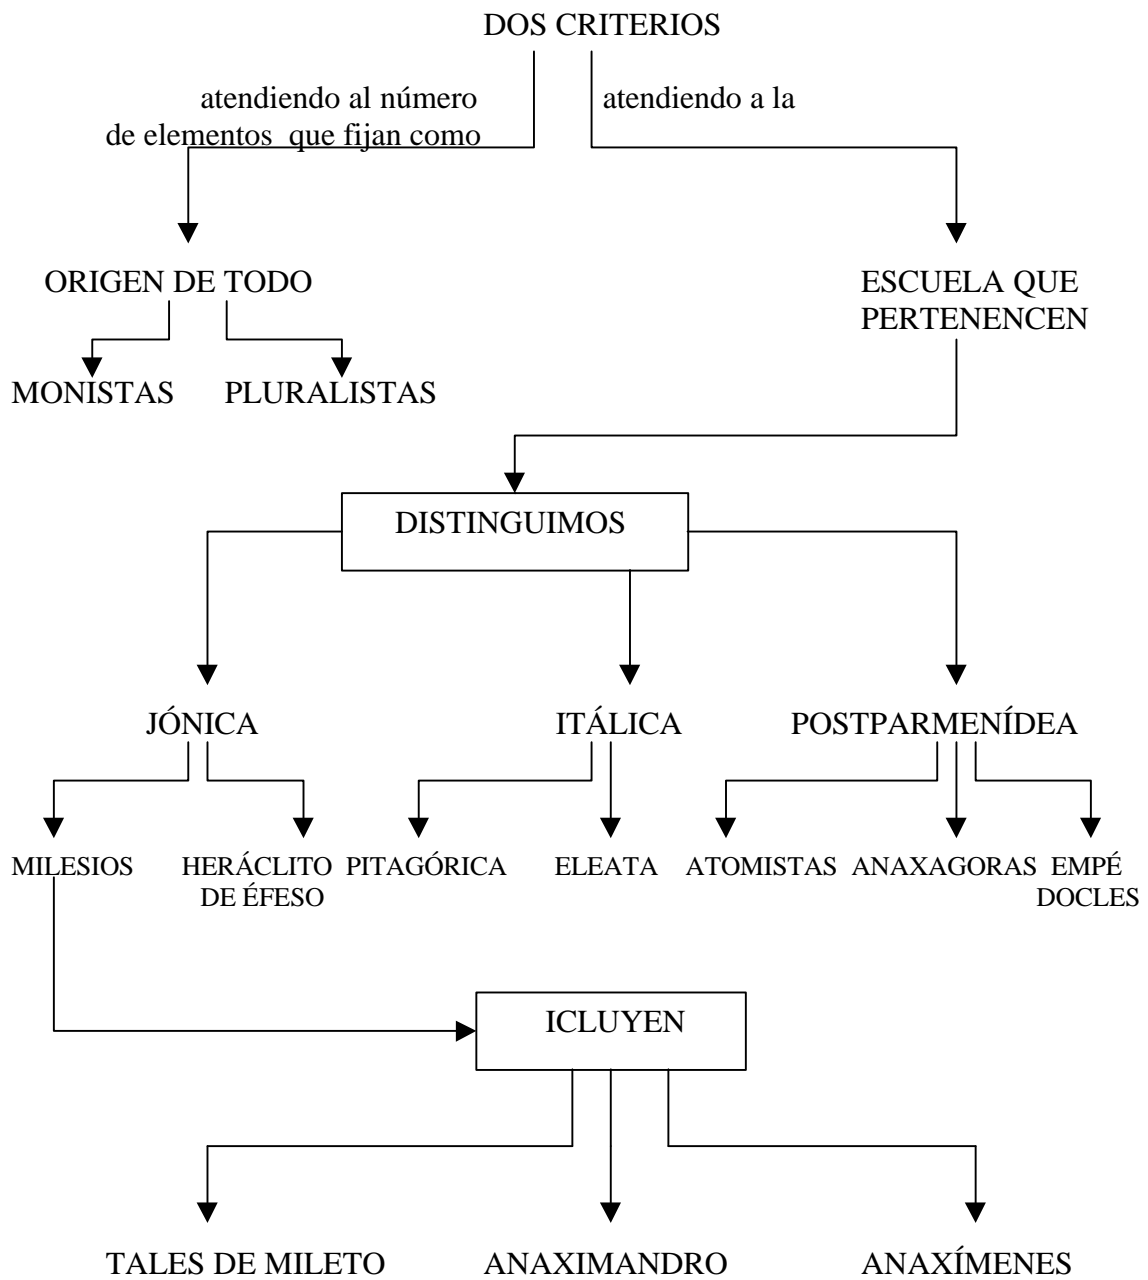 DOS CRITERIOS
atendiendo al número
de elementos que fijan como
atendiendo a la
ORIGEN DE TODO
ESCUELA QUE
PERTENENCEN
MONISTAS
PLURALISTAS
DISTINGUIMOS
JÓNICA
ITÁLICA
POSTPARMENÍDEA
MILESIOS
HERÁCLITO
DE ÉFESO
PITAGÓRICA
ELEATA
ATOMISTAS
ANAXAGORAS
EMPÉ
DOCLES
ICLUYEN
TALES DE MILETO
ANAXIMANDRO
ANAXÍMENES